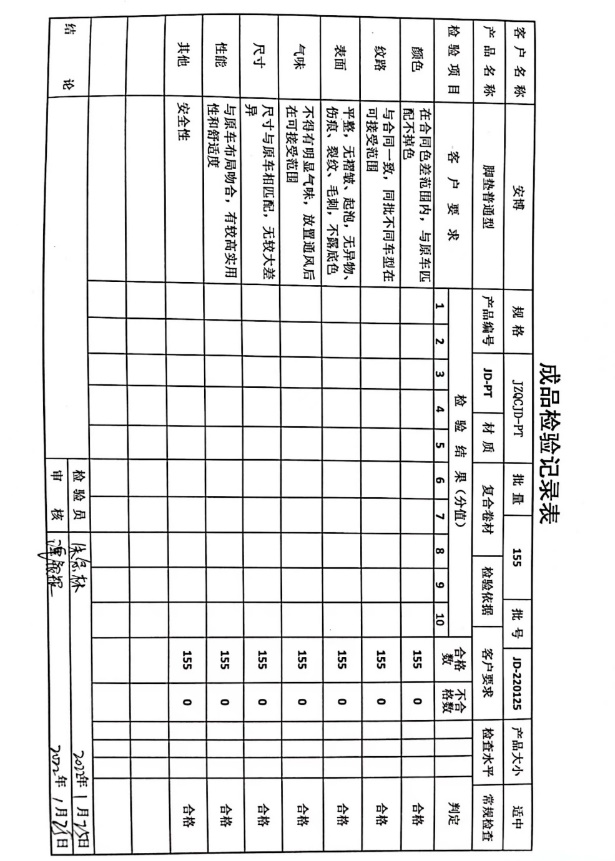 成品检验记录表
客户名称 安博 规格 JZQCJD-PT 批量 155 批号 JD-220125 产品大小 适中
产品名称 脚垫普通型 产品编号 JD-PT 材质 复合卷材 检验依据 客户要求 检查水平 常规检查
检验项目 客户要求 检验结果(分值) 合格数 不合格数 判定
1 2 3 4 5 6 7 8 9 10
颜色 在合同色差范围内，与原车匹配不掉色 155 0 合格
纹路 与合同一致，同批不同车型在可接受范围 155 0 合格
表面 平整，无褶皱、起泡，无异物、伤痕、裂纹、毛刺，不露底色 155 0 合格
气味 不得有明显气味，放置通风后在可接受范围 155 0 合格
尺寸 尺寸与原车相匹配，无较大差异 155 0 合格
性能 与原车布局吻合，有较高实用性和舒适度 155 0 合格
其他 安全性 155 0 合格
结论 检验员 2022年1月25日
审核 2022年1月25日